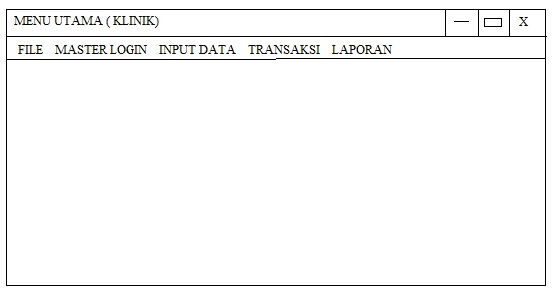 MENU UTAMA ( KLINIK) X
FILE MASTER LOGIN INPUT DATA TRANSAKSI LAPORAN